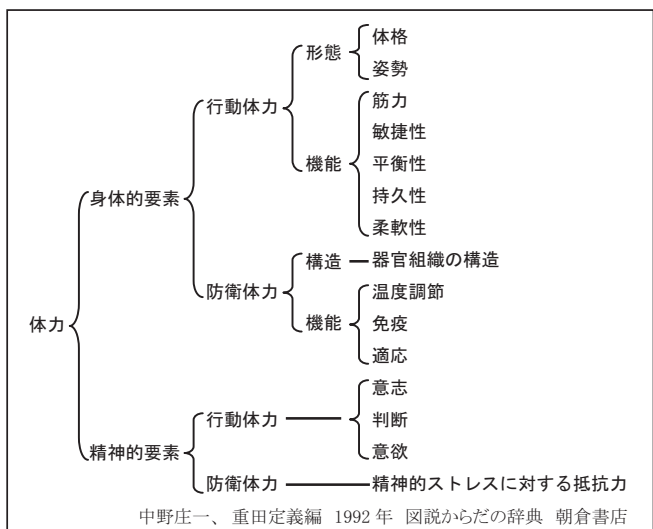 体格
形態
姿勢
行動体力
筋力
敏捷性
機能
平衡性
持久性
柔軟性
身体的要素
構造
器官組織の構造
防衛体力
温度調節
機能
免疫
適応
体力
意志
行動体力
判断
意欲
精神的要素
防衛体力
精神的ストレスに対する抵抗力
中野庄一、重田定義編 1992年 図説からだの辞典 朝倉書店